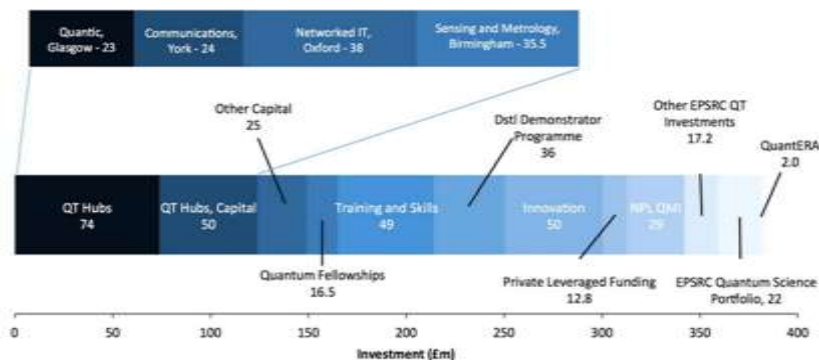 Quantic,
Glasgow - 23
Communications,
York - 24
Networked IT,
Oxford - 38
Sensing and Metrology,
Birmingham - 35.5
Other Capital
25
Dstl Demonstrator
Programme
36
Other EPSRC QT
Investments
17.2
QuantERA
2.0
QT Hubs
74
QT Hubs, Capital
50
Training and Skills
49
Innovation
50
NPL QMI
29
Quantum Fellowships
16.5
Private Leveraged Funding
12.8
EPSRC Quantum Science
Portfolio, 22
0 50 100 150 200 250 300 350 400
Investment (£m)